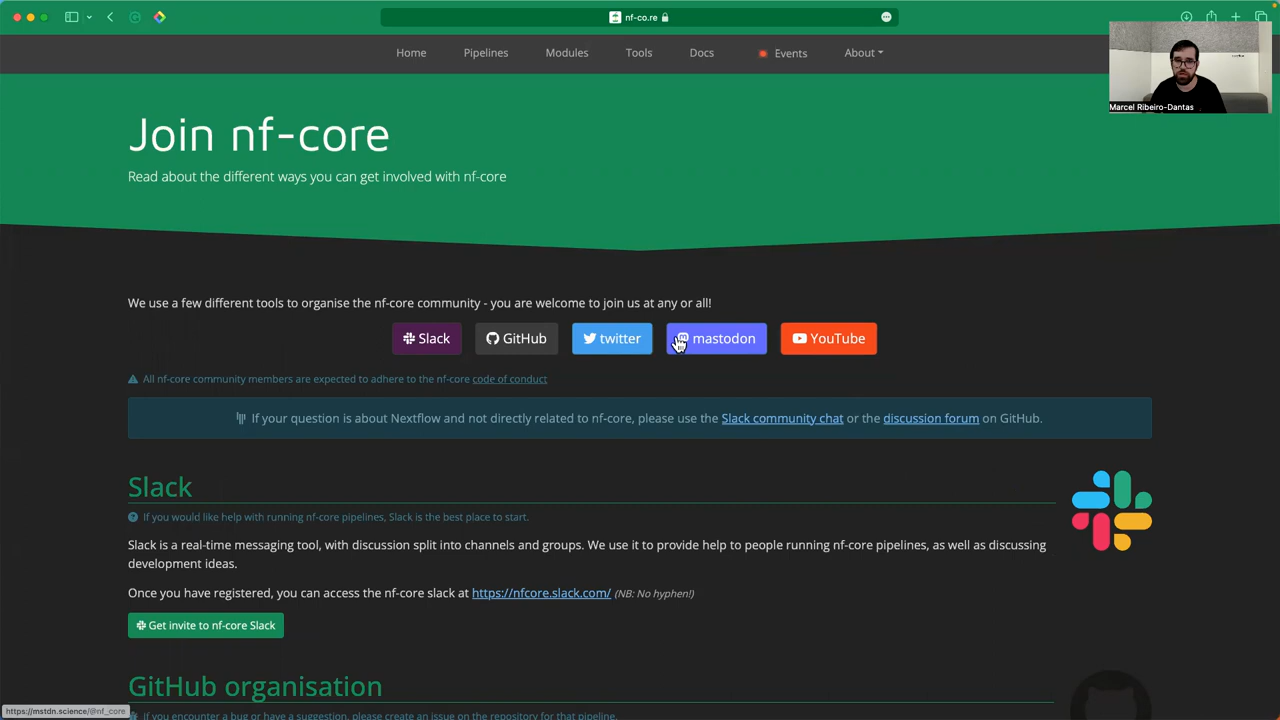 nf-co.re
Home Pipelines Modules Tools Docs Events About
Marcel Ribeiro-Dantas
Join nf-core
Read about the different ways you can get involved with nf-core
We use a few different tools to organise the nf-core community - you are welcome to join us at any or all!
Slack GitHub twitter mastodon YouTube
All nf-core community members are expected to adhere to the nf-core code of conduct
If your question is about Nextflow and not directly related to nf-core, please use the Slack community chat or the discussion forum on GitHub.
Slack
If you would like help with running nf-core pipelines, Slack is the best place to start.
Slack is a real-time messaging tool, with discussion split into channels and groups. We use it to provide help to people running nf-core pipelines, as well as discussing
development ideas.
Once you have registered, you can access the nf-core slack at https://nfcore.slack.com/ (NB: No hyphen!)
Get invite to nf-core Slack
GitHub organisation
https://mstdn.science/@nf_core
If you encounter a bug or have a suggestion, please create an issue on the repository for that pipeline.